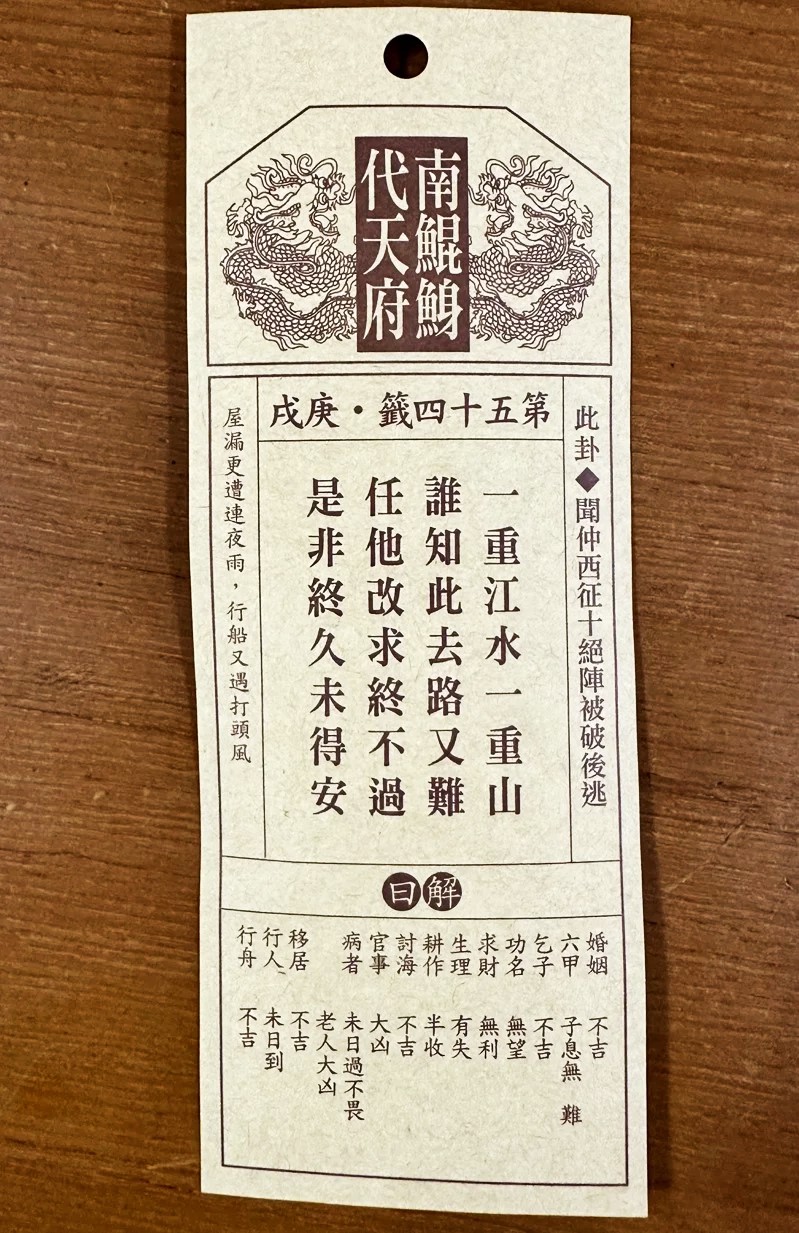 南鯤鯓
代天府
此卦◆聞仲西征十絕陣被破後逃
第五十四籤・庚戌
一重江水一重山
誰知此去路又難
任他改求終不過
是非終久未得安
屋漏更遭連夜雨，行船又遇打頭風
解曰
婚姻 不吉
六甲 子息無 難
乞子 不吉
功名 無望
求財 無利
生理 有失
耕作 半收
討海 不吉
官事 大凶
病者 未日過不畏
老人大凶
移居 不吉
行人 未日到
行舟 不吉